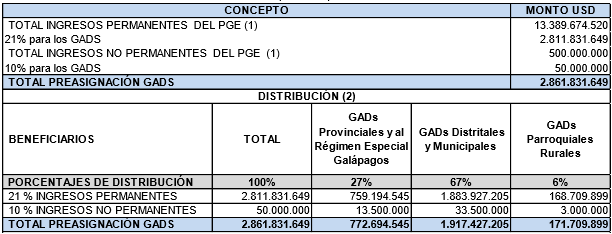 CONCEPTO MONTO USD
TOTAL INGRESOS PERMANENTES DEL PGE (1) 13.389.674.520
21% para los GADS 2.811.831.649
TOTAL INGRESOS NO PERMANENTES DEL PGE (1) 500.000.000
10% para los GADS 50.000.000
TOTAL PREASIGNACIÓN GADS 2.861.831.649
DISTRIBUCIÓN (2)
BENEFICIARIOS TOTAL GADs Provinciales y al Régimen Especial Galápagos GADs Distritales y Municipales GADs Parroquiales Rurales
PORCENTAJES DE DISTRIBUCIÓN 100% 27% 67% 6%
21 % INGRESOS PERMANENTES 2.811.831.649 759.194.545 1.883.927.205 168.709.899
10 % INGRESOS NO PERMANENTES 50.000.000 13.500.000 33.500.000 3.000.000
TOTAL PREASIGNACIÓN GADS 2.861.831.649 772.694.545 1.917.427.205 171.709.899